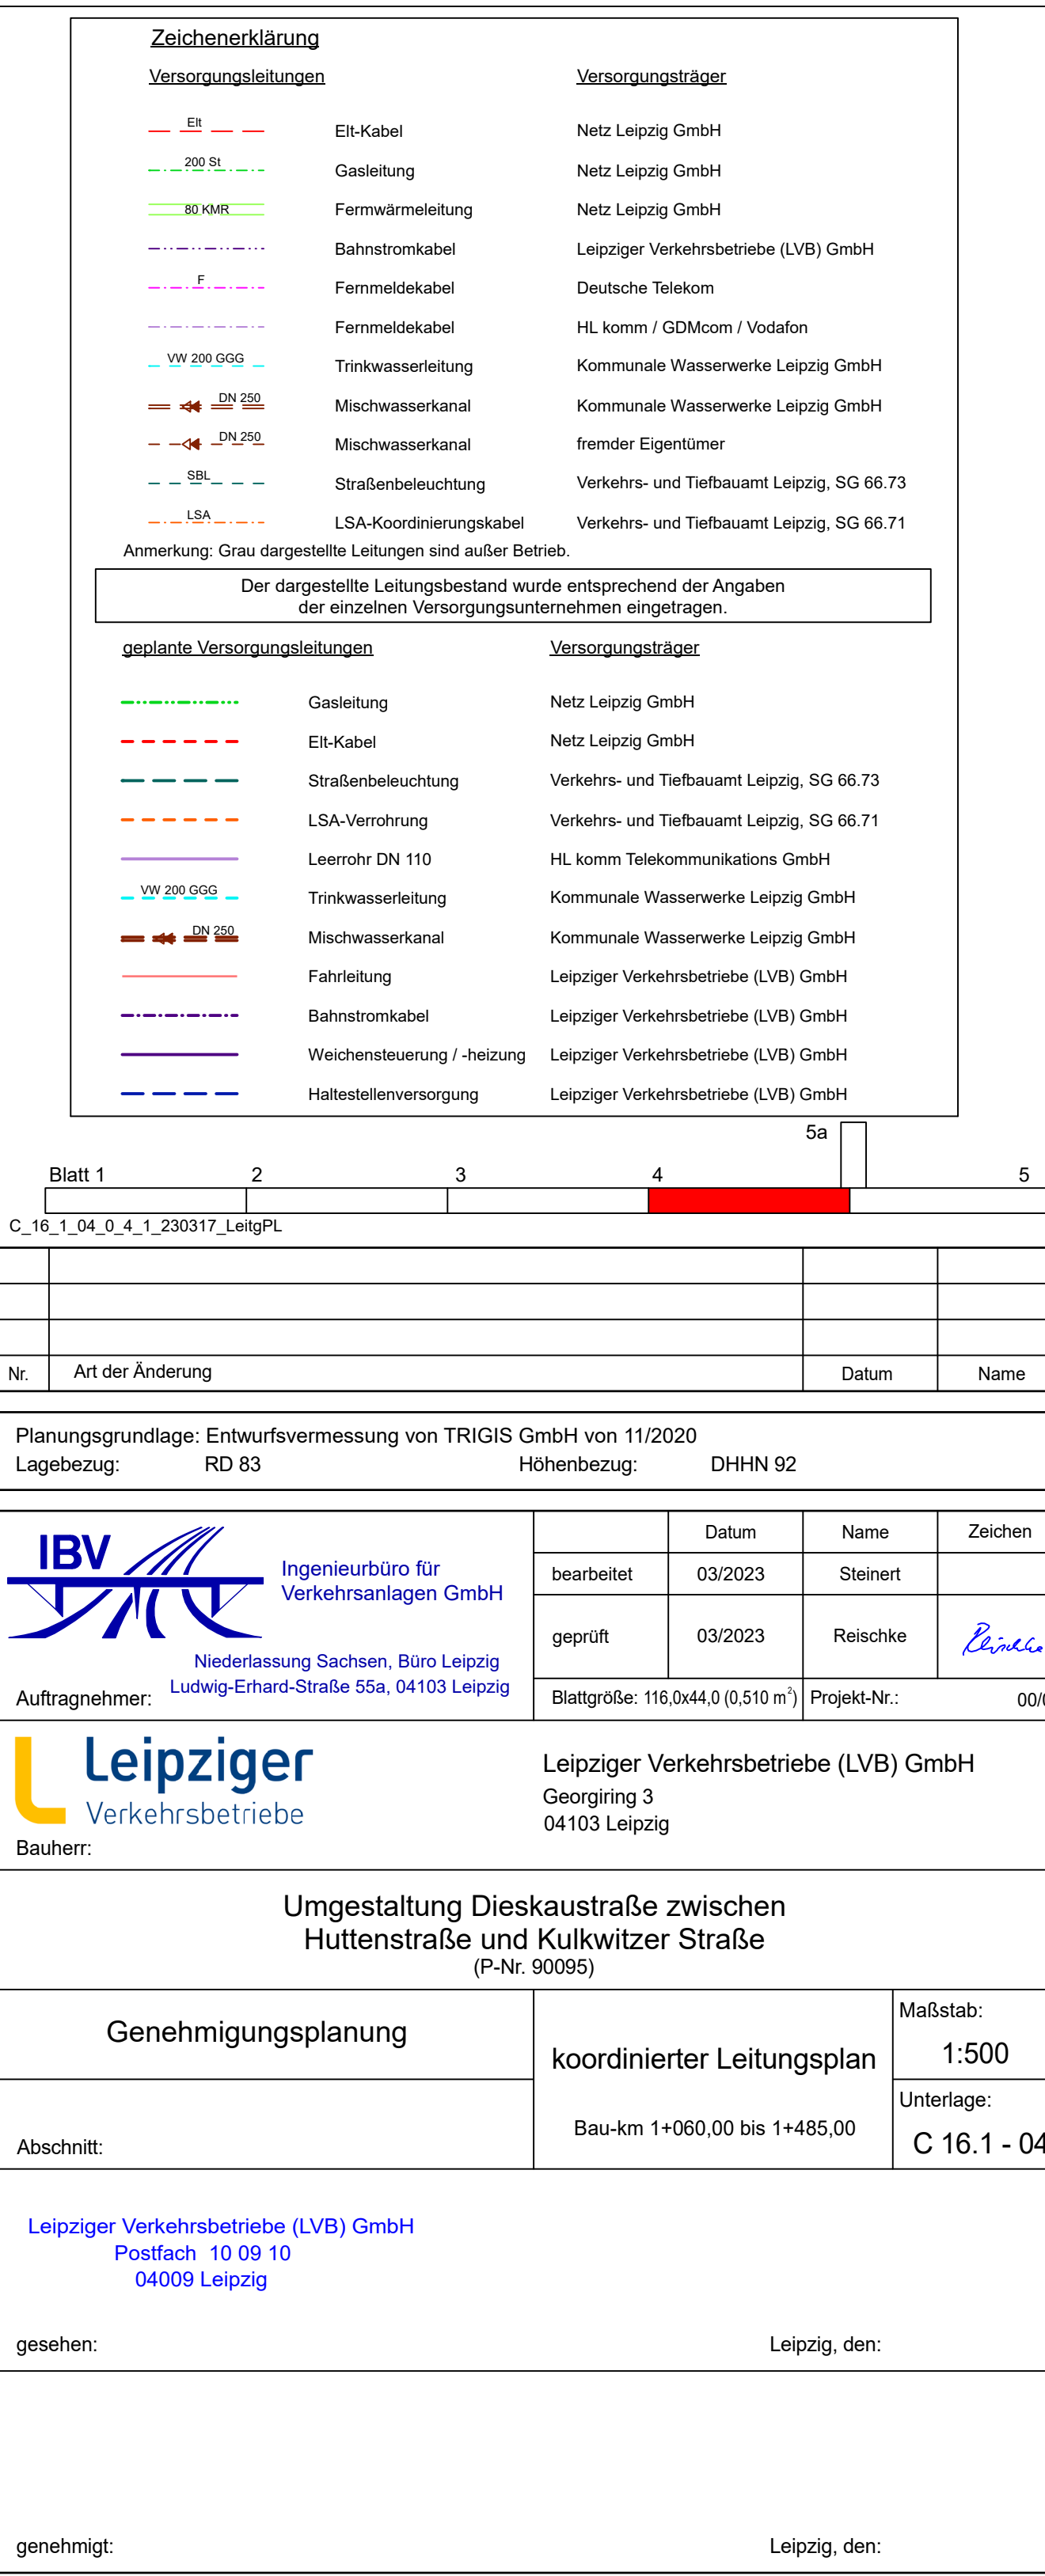 Zeichenerklärung
Versorgungsleitungen Versorgungsträger
Elt Elt-Kabel Netz Leipzig GmbH
200 St Gasleitung Netz Leipzig GmbH
80 KMR Fermwärmeleitung Netz Leipzig GmbH
Bahnstromkabel Leipziger Verkehrsbetriebe (LVB) GmbH
F Fernmeldekabel Deutsche Telekom
Fernmeldekabel HL komm / GDMcom / Vodafon
VW 200 GGG Trinkwasserleitung Kommunale Wasserwerke Leipzig GmbH
DN 250 Mischwasserkanal Kommunale Wasserwerke Leipzig GmbH
DN 250 Mischwasserkanal fremder Eigentümer
SBL Straßenbeleuchtung Verkehrs- und Tiefbauamt Leipzig, SG 66.73
LSA LSA-Koordinierungskabel Verkehrs- und Tiefbauamt Leipzig, SG 66.71
Anmerkung: Grau dargestellte Leitungen sind außer Betrieb.
Der dargestellte Leitungsbestand wurde entsprechend der Angaben
der einzelnen Versorgungsunternehmen eingetragen.
geplante Versorgungsleitungen Versorgungsträger
Gasleitung Netz Leipzig GmbH
Elt-Kabel Netz Leipzig GmbH
Straßenbeleuchtung Verkehrs- und Tiefbauamt Leipzig, SG 66.73
LSA-Verrohrung Verkehrs- und Tiefbauamt Leipzig, SG 66.71
Leerrohr DN 110 HL komm Telekommunikations GmbH
VW 200 GGG Trinkwasserleitung Kommunale Wasserwerke Leipzig GmbH
DN 250 Mischwasserkanal Kommunale Wasserwerke Leipzig GmbH
Fahrleitung Leipziger Verkehrsbetriebe (LVB) GmbH
Bahnstromkabel Leipziger Verkehrsbetriebe (LVB) GmbH
Weichensteuerung / -heizung Leipziger Verkehrsbetriebe (LVB) GmbH
Haltestellenversorgung Leipziger Verkehrsbetriebe (LVB) GmbH
5a
Blatt 1 2 3 4 5
C_16_1_04_0_4_1_230317_LeitgPL
Nr. Art der Änderung Datum Name
Planungsgrundlage: Entwurfsvermessung von TRIGIS GmbH von 11/2020
Lagebezug: RD 83 Höhenbezug: DHHN 92
IBV
Ingenieurbüro für
Verkehrsanlagen GmbH
Niederlassung Sachsen, Büro Leipzig
Ludwig-Erhard-Straße 55a, 04103 Leipzig
Auftragnehmer:
Datum Name Zeichen
bearbeitet 03/2023 Steinert
geprüft 03/2023 Reischke Reischke
Blattgröße: 116,0x44,0 (0,510 m²) Projekt-Nr.: 00/
Leipziger
Verkehrsbetriebe
Bauherr:
Leipziger Verkehrsbetriebe (LVB) GmbH
Georgiring 3
04103 Leipzig
Umgestaltung Dieskaustraße zwischen
Huttenstraße und Kulkwitzer Straße
(P-Nr. 90095)
Genehmigungsplanung
Abschnitt:
koordinierter Leitungsplan
Bau-km 1+060,00 bis 1+485,00
Maßstab:
1:500
Unterlage:
C 16.1 - 04
Leipziger Verkehrsbetriebe (LVB) GmbH
Postfach 10 09 10
04009 Leipzig
gesehen: Leipzig, den:
genehmigt: Leipzig, den: